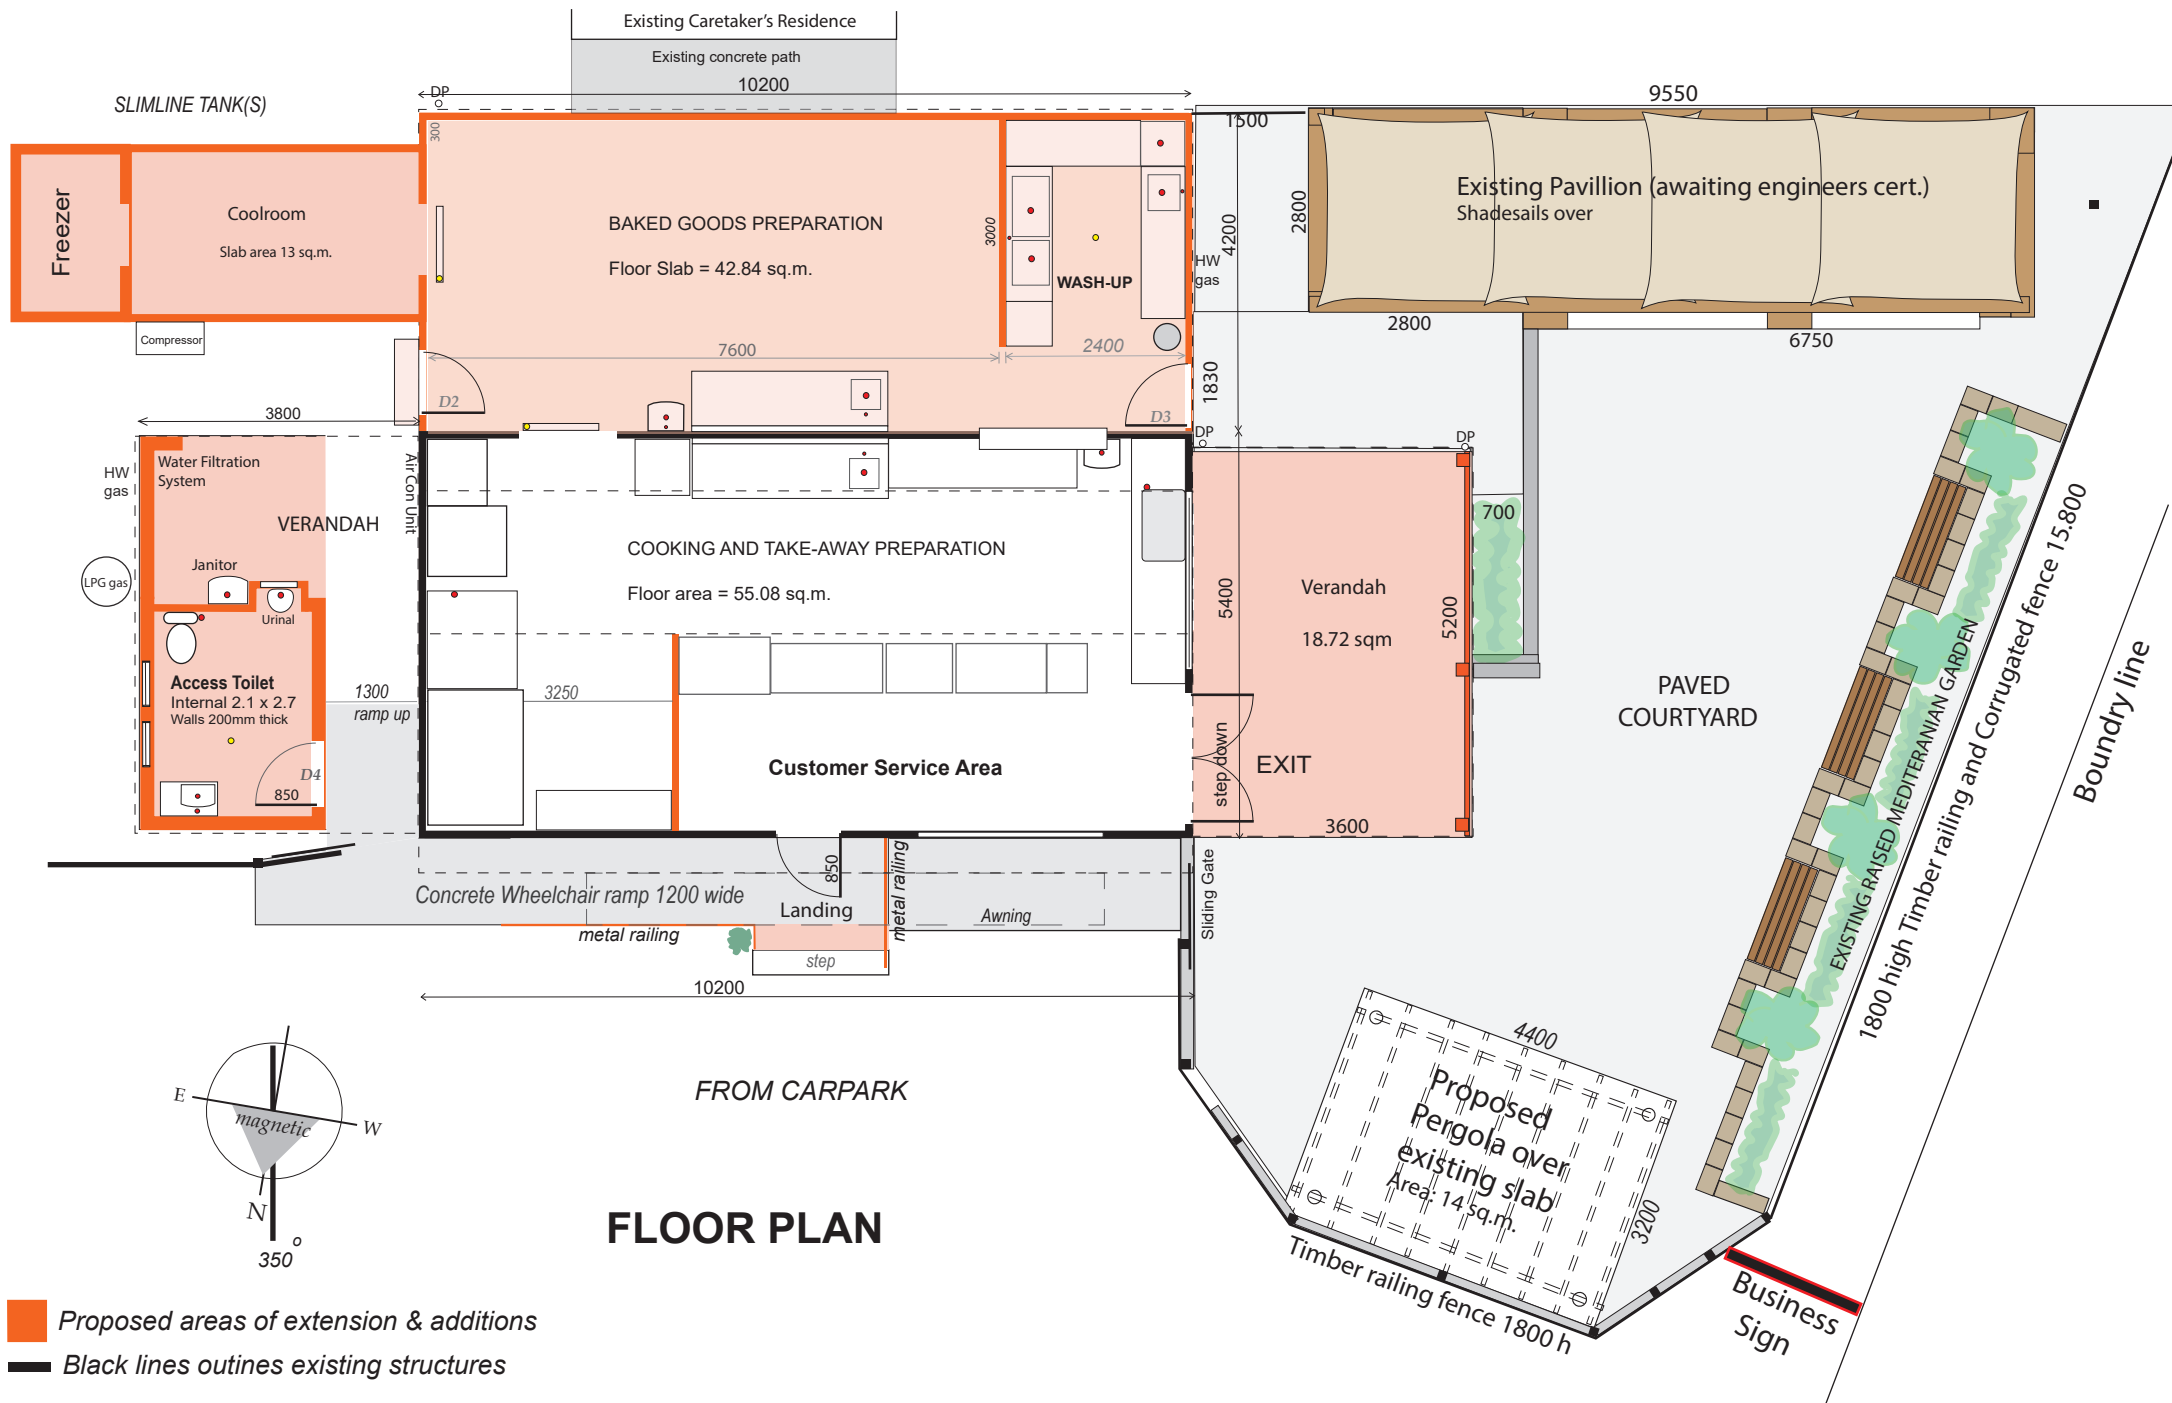 Existing Caretaker's Residence
Existing concrete path
10200
DP
SLIMLINE TANK(S)
9550
1500
300
Freezer
Coolroom
Slab area 13 sq.m.
BAKED GOODS PREPARATION
Floor Slab = 42.84 sq.m.
3000
WASH-UP
4200
HW
gas
2800
Existing Pavillion (awaiting engineers cert.)
Shadesails over
2800
6750
Compressor
7600
2400
1830
D2
D3
3800
DP
DP
HW
gas
Water Filtration
System
Air Con Unit
VERANDAH
700
LPG gas
Janitor
Urinal
COOKING AND TAKE-AWAY PREPARATION
Floor area = 55.08 sq.m.
5400
Verandah
18.72 sqm
5200
Access Toilet
Internal 2.1 x 2.7
Walls 200mm thick
1300
ramp up
3250
D4
850
Customer Service Area
step down
EXIT
3600
PAVED
COURTYARD
EXISTING RAISED MEDITERANIAN GARDEN
1800 high Timber railing and Corrugated fence 15.800
Boundry line
850
metal railing
Sliding Gate
Concrete Wheelchair ramp 1200 wide
Landing
Awning
metal railing
step
10200
FROM CARPARK
4400
Proposed
Pergola over
existing slab
Area: 14 sq.m.
3200
Timber railing fence 1800 h
Business
Sign
E
W
magnetic
N
350
o
FLOOR PLAN
Proposed areas of extension & additions
Black lines outines existing structures